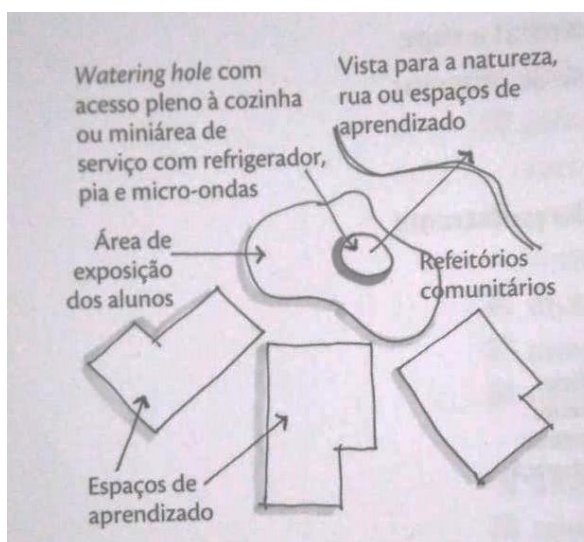 Watering hole com
acesso pleno à cozinha
ou miniárea de
serviço com refrigerador,
pia e micro-ondas
Vista para a natureza,
rua ou espaços de
aprendizado
Área de
exposição
dos alunos
Refeitórios
comunitários
Espaços de
aprendizado